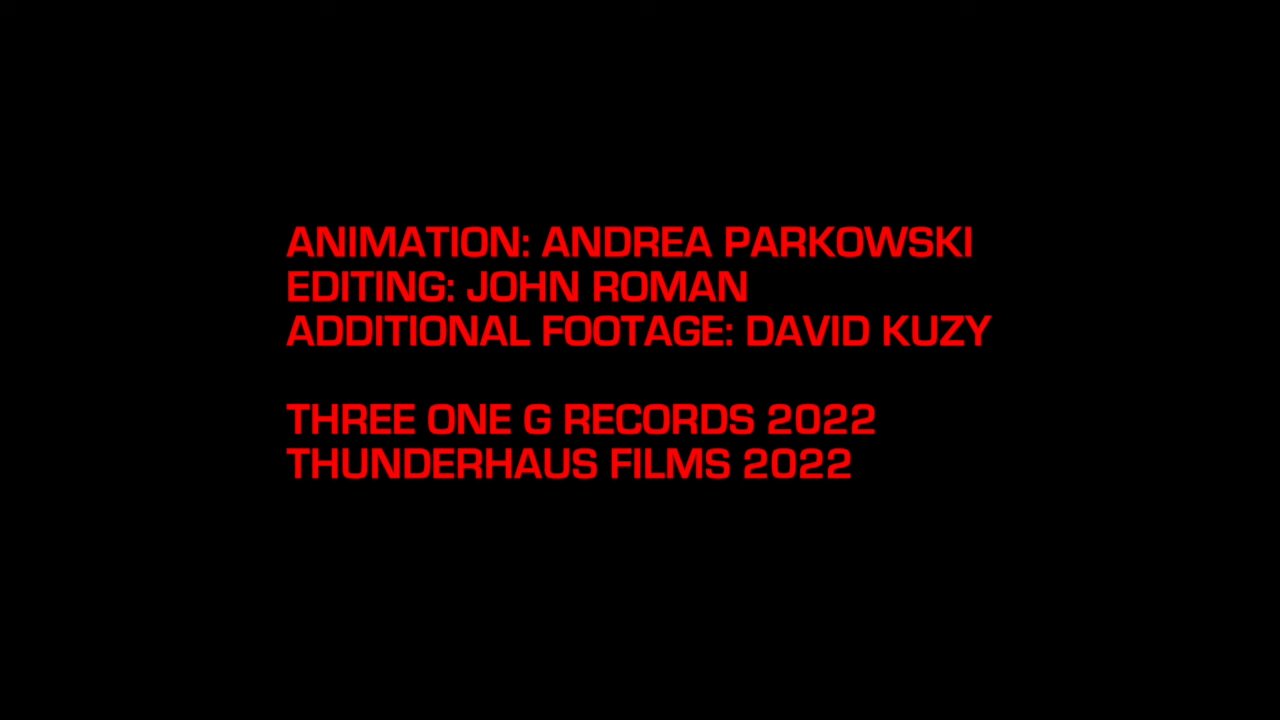 ANIMATION: ANDREA PARKOWSKI
EDITING: JOHN ROMAN
ADDITIONAL FOOTAGE: DAVID KUZY
THREE ONE G RECORDS 2022
THUNDERHAUS FILMS 2022